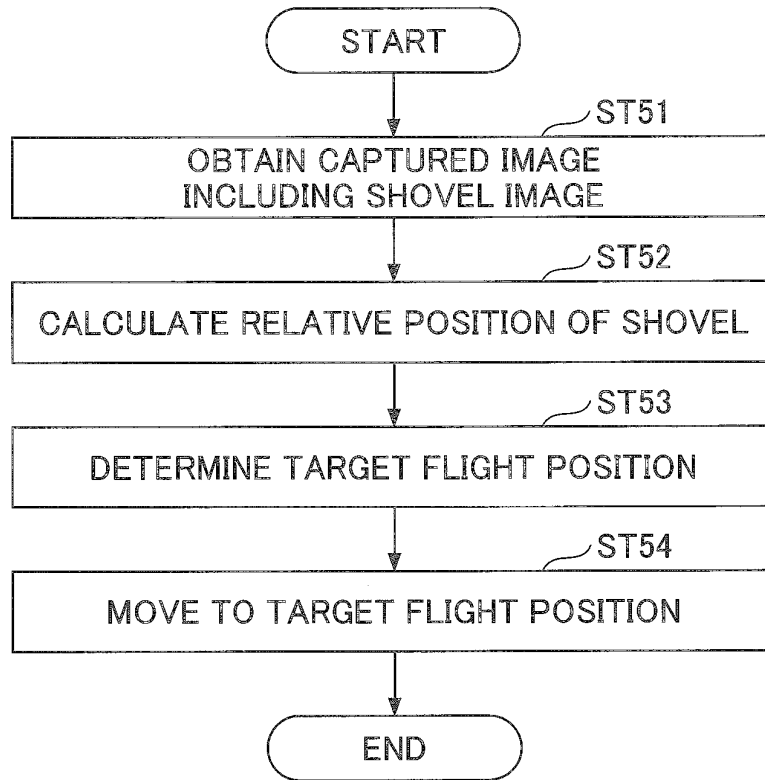 START
ST51
OBTAIN CAPTURED IMAGE
INCLUDING SHOVEL IMAGE
ST52
CALCULATE RELATIVE POSITION OF SHOVEL
ST53
DETERMINE TARGET FLIGHT POSITION
ST54
MOVE TO TARGET FLIGHT POSITION
END